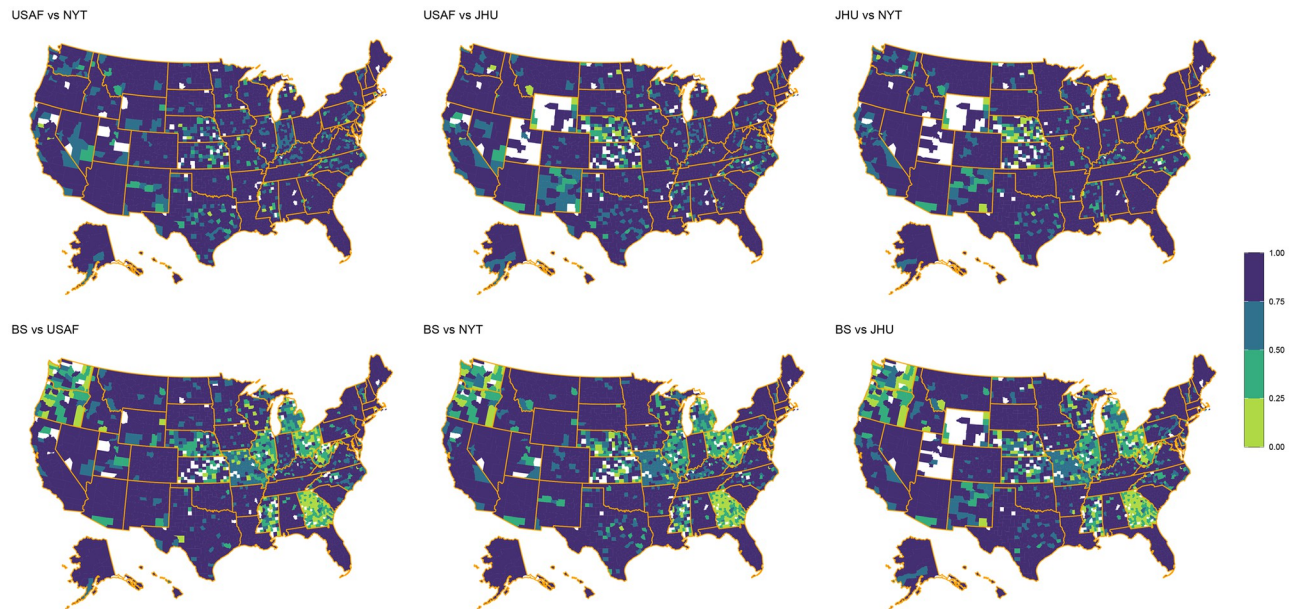 USAF vs NYT
USAF vs JHU
JHU vs NYT
1.00
0.75
0.50
0.25
0.00
BS vs USAF
BS vs NYT
BS vs JHU